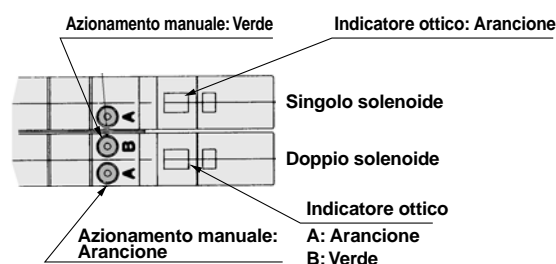 Azionamento manuale: Verde
Indicatore ottico: Arancione
A
Singolo solenoide
B
Doppio solenoide
A
Indicatore ottico
Azionamento manuale:
Arancione
A: Arancione
B: Verde